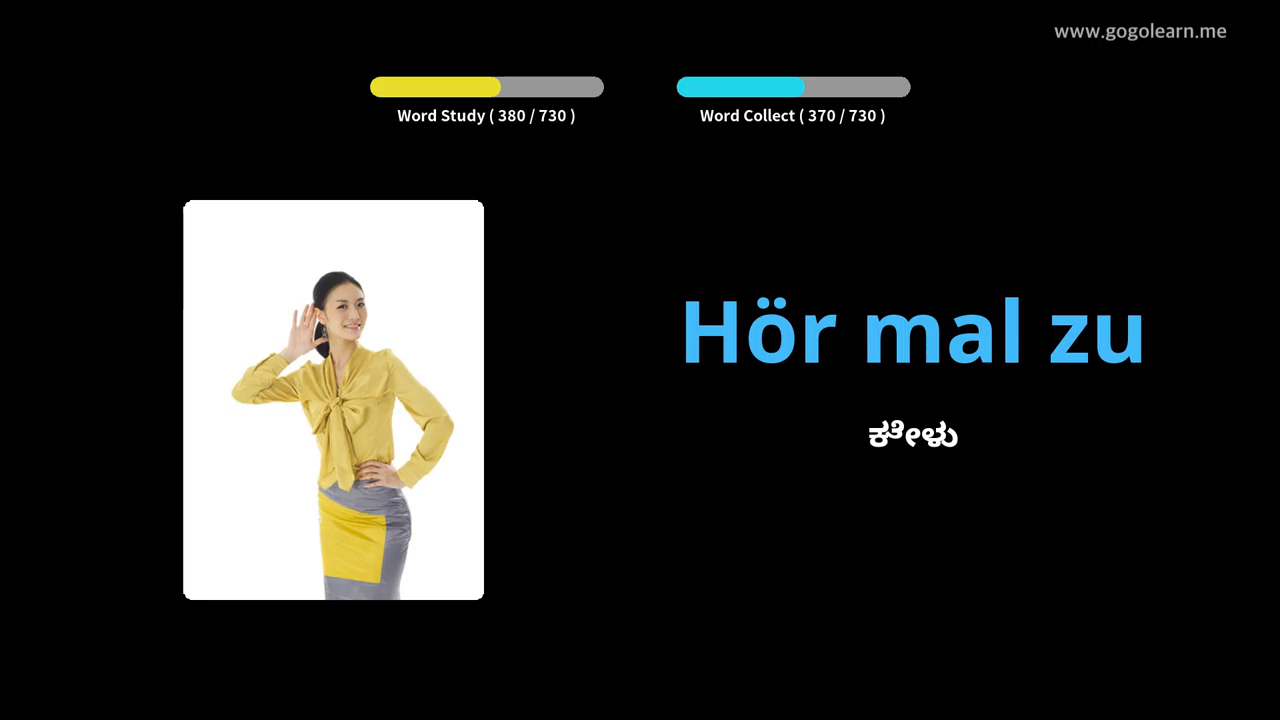 www.gogolearn.me
Word Study ( 380 / 730 )
Word Collect ( 370 / 730 )
Hör mal zu
ಕೇಳು